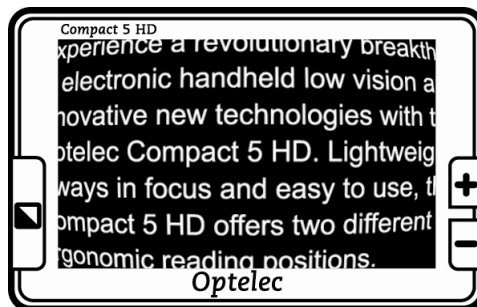 Compact 5 HD
xperience a revolutionary breakth
electronic handheld low vision a
novative new technologies with t
ptelec Compact 5 HD. Lightweig
ways in focus and easy to use, t
ompact 5 HD offers two different
rgonomic reading positions.
Optelec